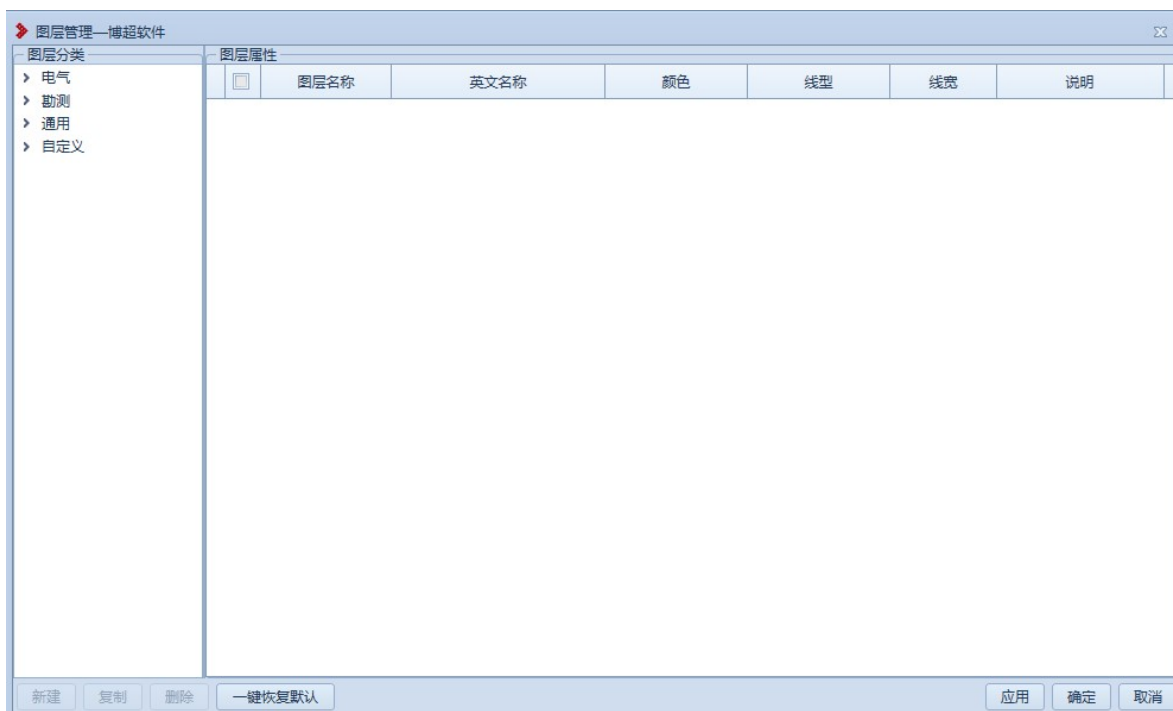 图层管理—博超软件
图层分类
图层属性
电气
勘测
通用
自定义
图层名称 英文名称 颜色 线型 线宽 说明
新建 复制 删除 一键恢复默认 应用 确定 取消